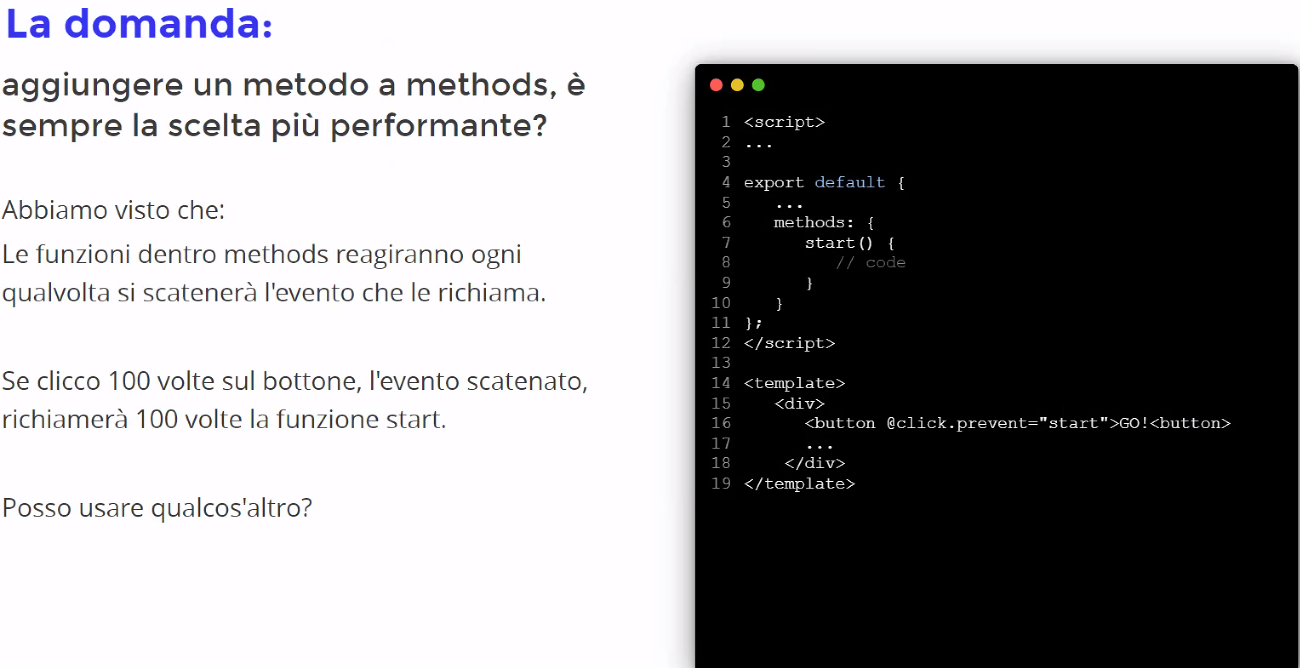 La domanda:
aggiungere un metodo a methods, è
sempre la scelta più performante?
Abbiamo visto che:
Le funzioni dentro methods reagiranno ogni
qualvolta si scatenerà l'evento che le richiama.
Se clicco 100 volte sul bottone, l'evento scatenato,
richiamerà 100 volte la funzione start.
Posso usare qualcos'altro?
1 <script>
2 ...
3
4 export default {
5 ...
6 methods: {
7 start() {
8 // code
9 }
10 }
11 };
12 </script>
13
14 <template>
15 <div>
16 <button @click.prevent="start">GO!<button>
17 ...
18 </div>
19 </template>